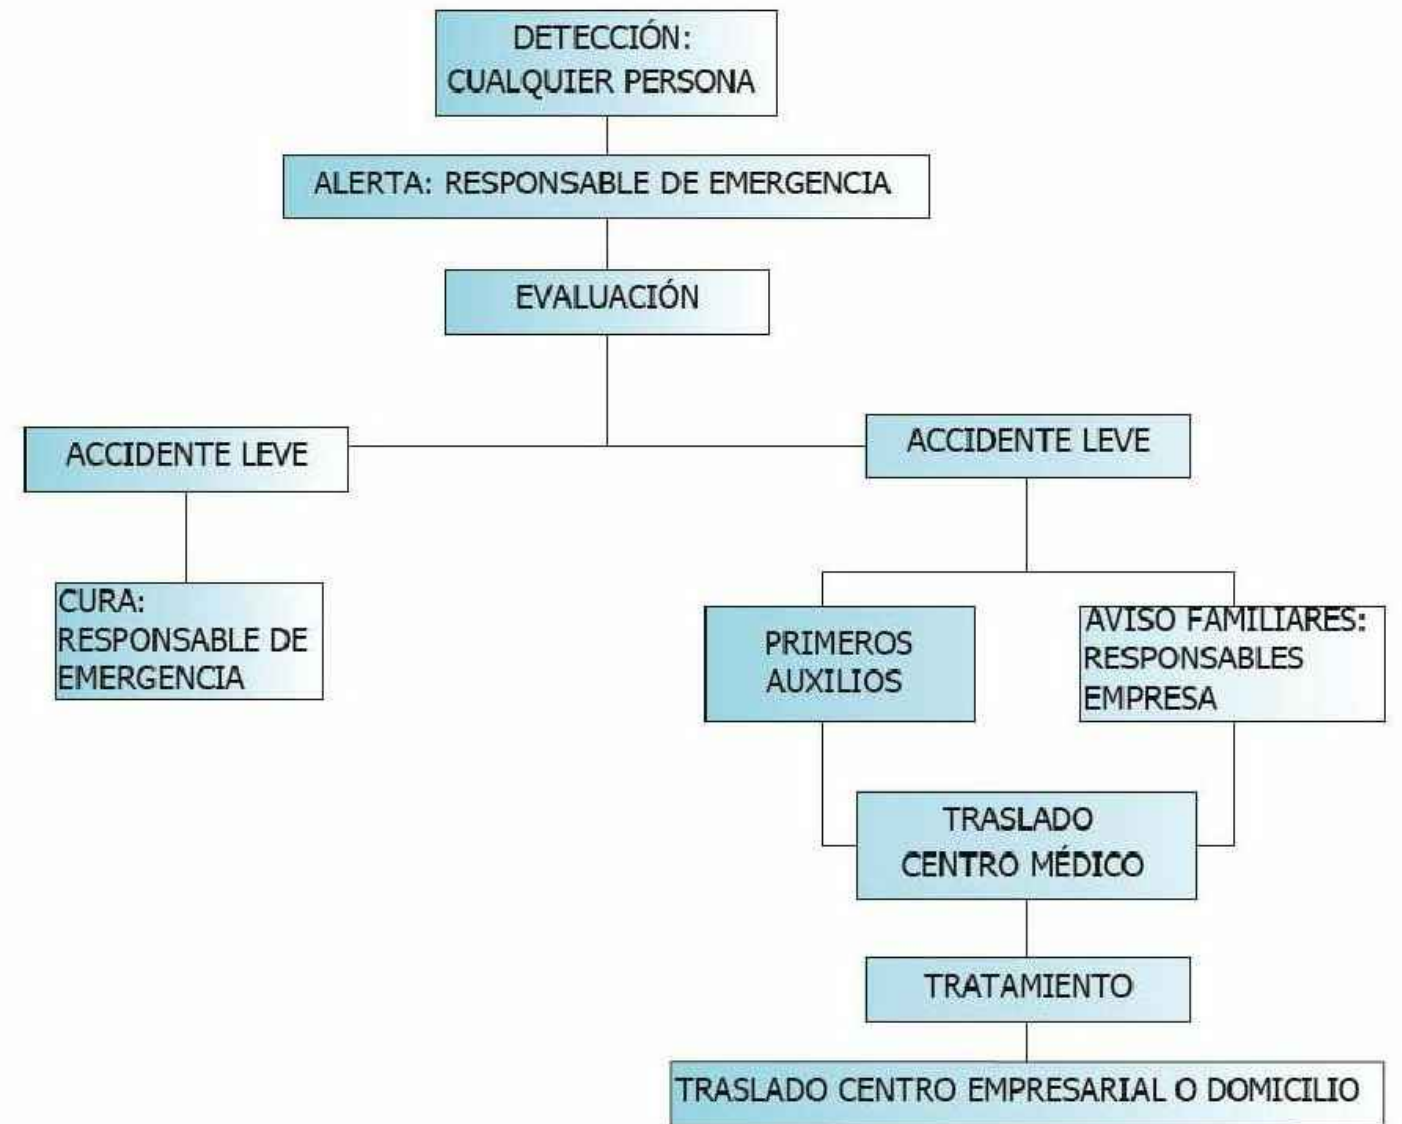 DETECCIÓN:
CUALQUIER PERSONA
ALERTA: RESPONSABLE DE EMERGENCIA
EVALUACIÓN
ACCIDENTE LEVE
ACCIDENTE LEVE
CURA:
RESPONSABLE DE
EMERGENCIA
PRIMEROS
AUXILIOS
AVISO FAMILIARES:
RESPONSABLES
EMPRESA
TRASLADO
CENTRO MÉDICO
TRATAMIENTO
TRASLADO CENTRO EMPRESARIAL O DOMICILIO